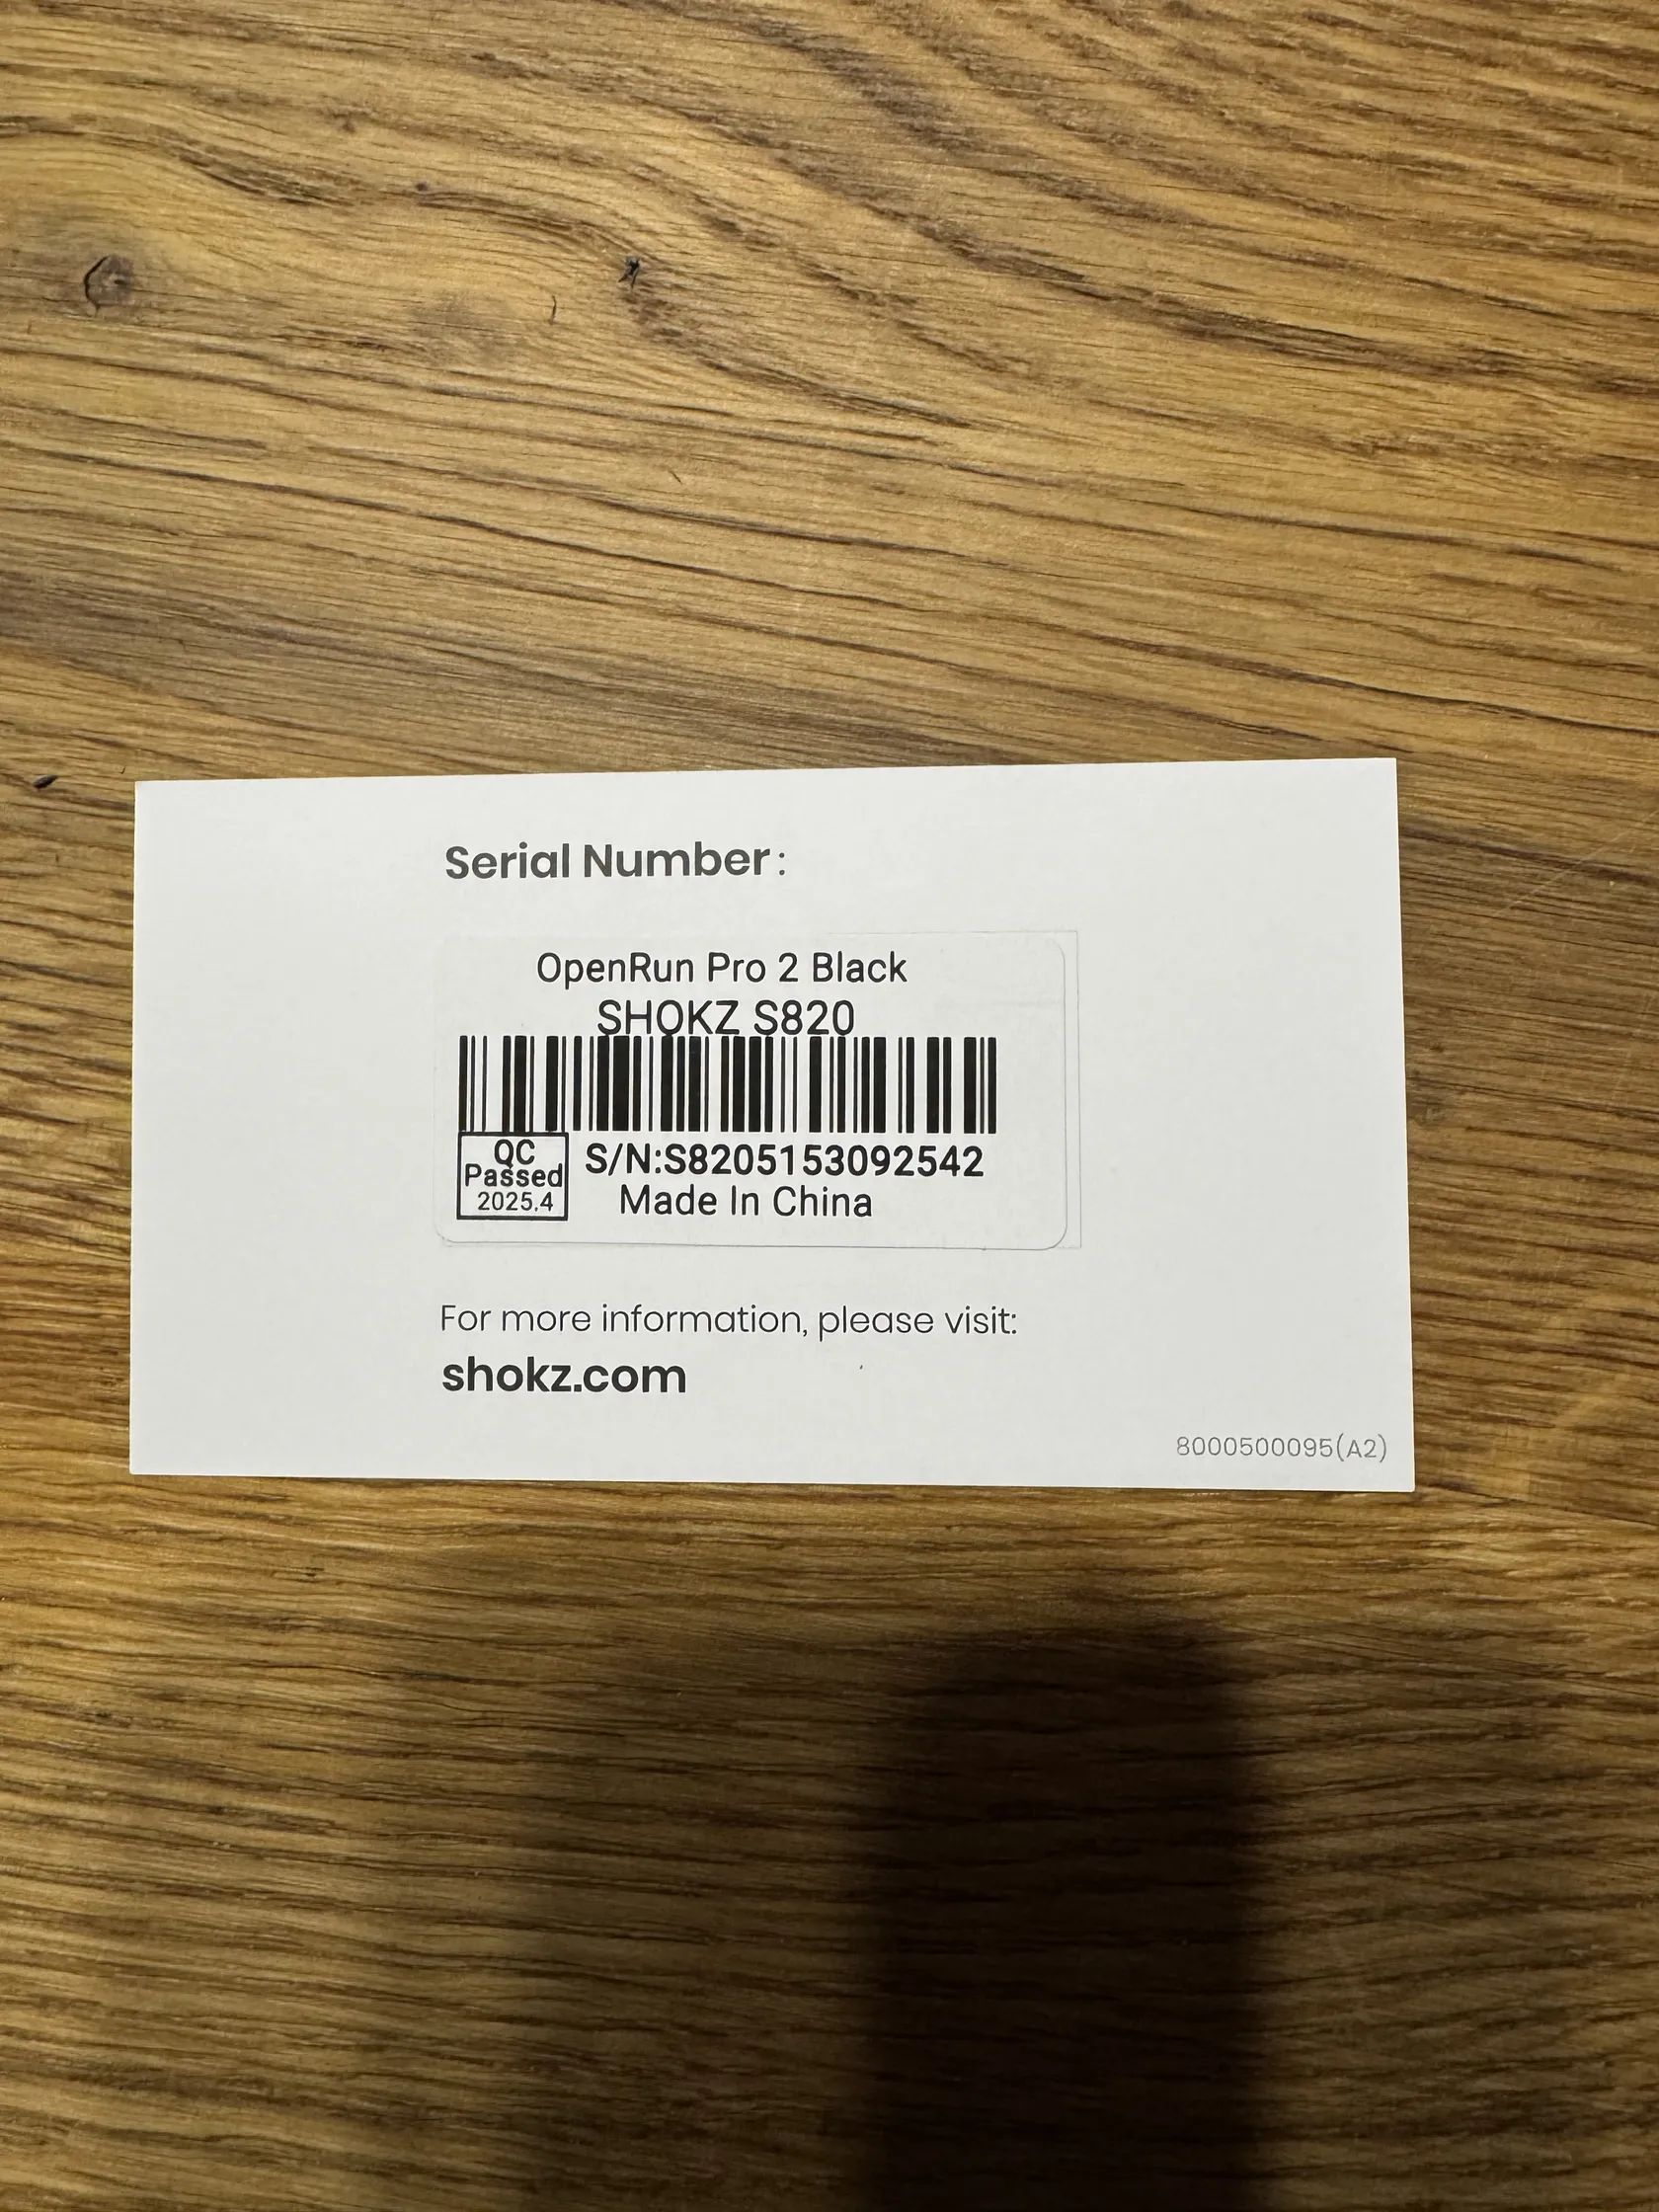 Serial Number:
OpenRun Pro 2 Black
SHOKZ S820
QC
Passed
2025.4
S/N:S8205153092542
Made In China
For more information, please visit:
shokz.com
8000500095(A2)